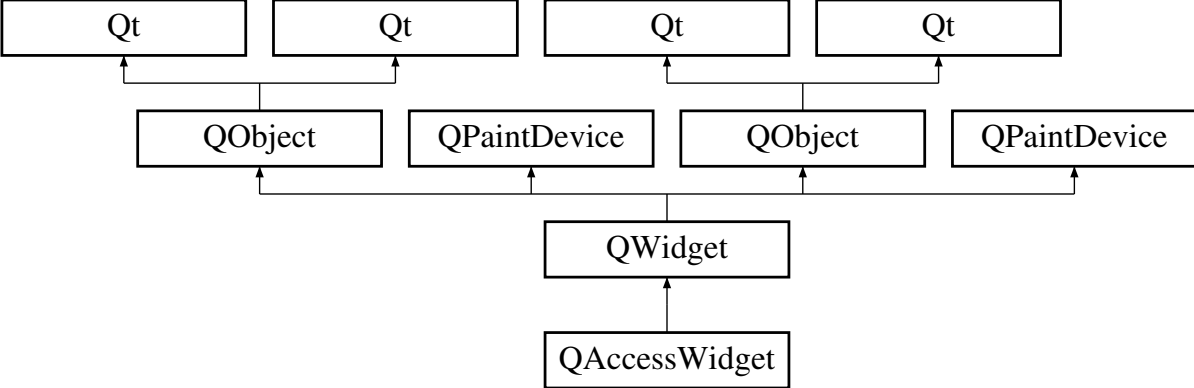 Qt Qt Qt Qt
QObject QPaintDevice QObject QPaintDevice
QWidget
QAccessWidget